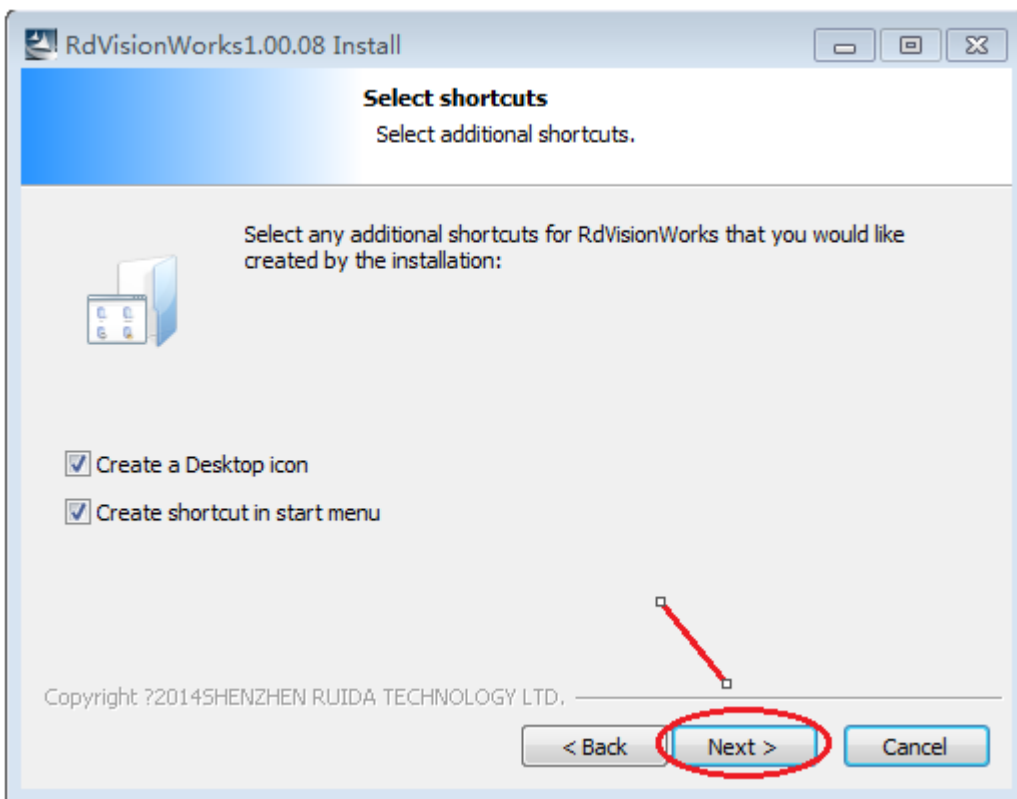 RdVisionWorks1.00.08 Install
Select shortcuts
Select additional shortcuts.
Select any additional shortcuts for RdVisionWorks that you would like
created by the installation:
Create a Desktop icon
Create shortcut in start menu
Copyright ?2014SHENZHEN RUIDA TECHNOLOGY LTD.
< Back
Next >
Cancel